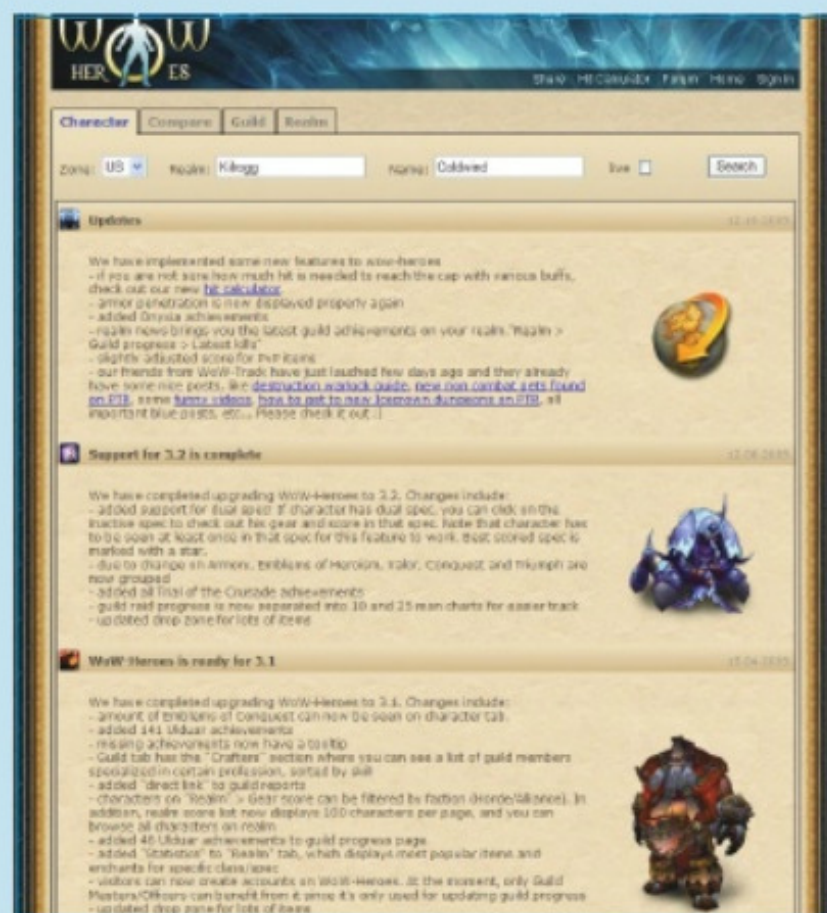 WOW
HEROES
Share Hit Calculator Forum Home Sign In
Character Compare Guild Realm
Zone: US Realm: Kilrogg Name: Coldwind live Search
Updates
We have implemented some new features to wow-heroes
- if you are not sure how much hit is needed to reach the cap with various buffs,
check out our new hit calculator.
- armor penetration is now displayed properly again
- added Onyxia achievements
- realm news brings you the latest guild achievements on your realm "Realm >
Guild progress > Latest kills"
- slightly adjusted score for PvP items
- our friends from WoW-Track have just lauched few days ago and they already
have some nice posts, like destruction warlock guide, new non combat pets found
on PTR, some funny videos, how to get to new Icecrown dungeons on PTR, all
important blue posts, etc... Please check it out :)
Support for 3.2 is complete
We have completed upgrading WoW-Heroes to 3.2. Changes include:
- added support for dual spec! If character has dual spec, you can click on the
inactive spec to check out his gear and score in that spec. Note that character has
to be seen at least once in that spec for this feature to work. Best scored spec is
marked with a star.
- due to change on Armory, Emblems of Heroism, Valor, Conquest and Triumph are
now grouped
- added all Trial of the Crusade achievements
- guild raid progress is now separated into 10 and 25 man charts for easier track
- updated drop zone for lots of items
WoW-Heroes is ready for 3.1
We have completed upgrading WoW-Heroes to 3.1. Changes include:
- amount of Emblems of Conquest can now be seen on character tab.
- added 141 Ulduar achievements
- missing achievements now have a tooltip
- Guild tab has the "Crafters" section where you can see a list of guild members
specialized in certain profession, sorted by skill
- added "direct link" to guild reports
- characters on "Realm" > Gear score can be filtered by faction (Horde/Alliance). In
addition, realm score list now displays 100 characters per page, and you can
browse all characters on realm
- added 46 Ulduar achievements to guild progress page
- added "Statistics" to "Realm" tab, which displays most popular items and
enchants for specific class/spec
- visitors can now create accounts on WoW-Heroes. At the moment, only Guild
Masters/Officers can benefit from it since it's only used for updating guild progress
- updated drop zone for lots of items